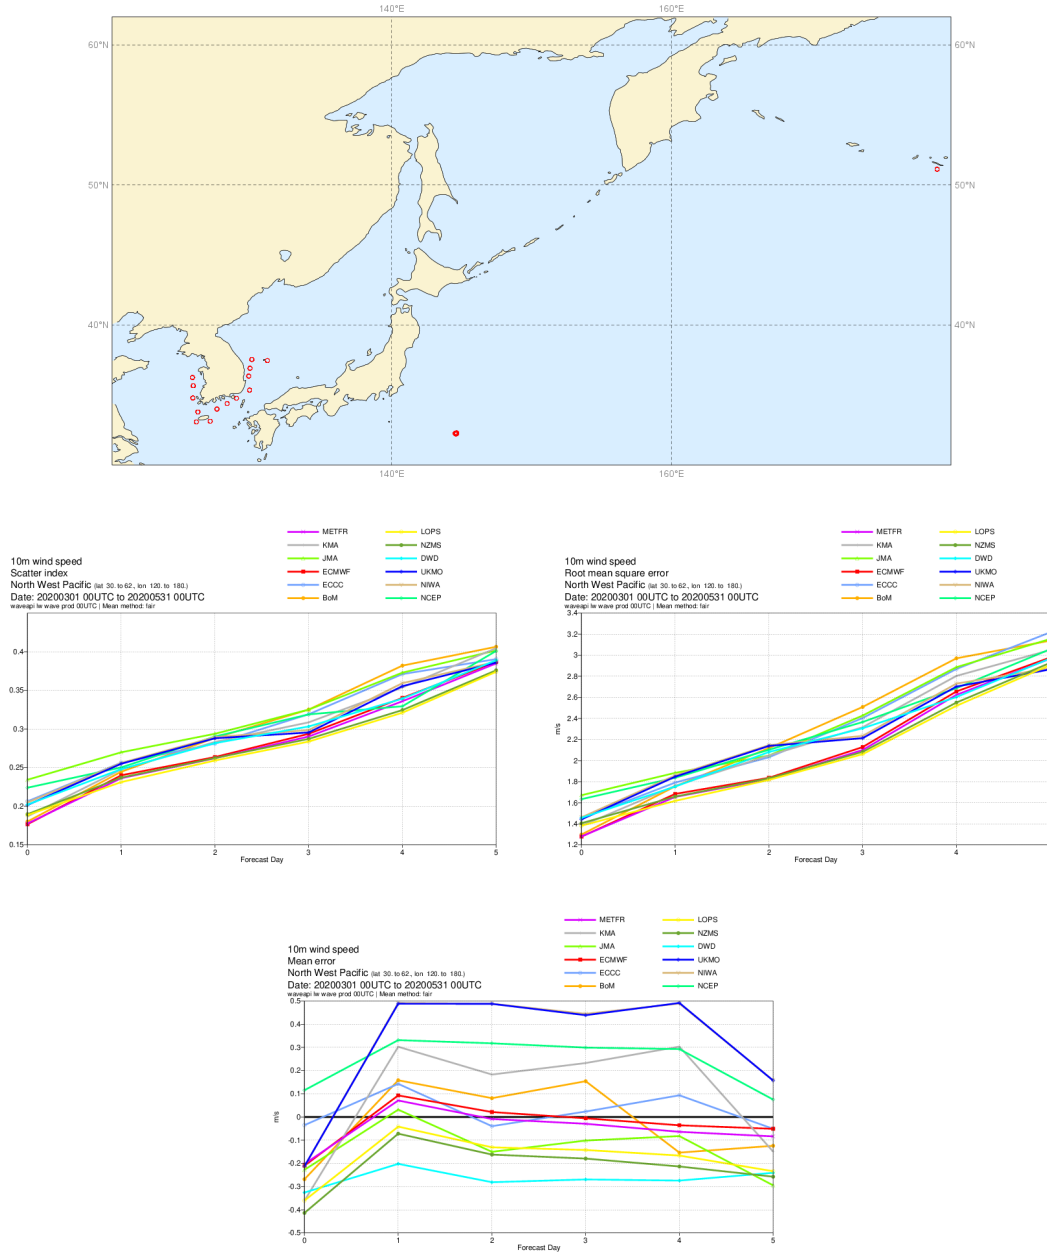 140°E 160°E
60°N 60°N
50°N 50°N
40°N 40°N
140°E 160°E
METFR LOPS
KMA NZMS
JMA DWD
ECMWF UKMO
ECCC NIWA
BoM NCEP
10m wind speed
Scatter index
North West Pacific (lat 30. to 62., lon 120. to 180.)
Date: 20200301 00UTC to 20200531 00UTC
waveapi lw wave prod 00UTC | Mean method: fair
0.4
0.35
0.3
0.25
0.2
0.15
0 1 2 3 4 5
Forecast Day
METFR LOPS
KMA NZMS
JMA DWD
ECMWF UKMO
ECCC NIWA
BoM NCEP
10m wind speed
Root mean square error
North West Pacific (lat 30. to 62., lon 120. to 180.)
Date: 20200301 00UTC to 20200531 00UTC
waveapi lw wave prod 00UTC | Mean method: fair
3.4
3.2
3
2.8
2.6
2.4
m/s
2.2
2
1.8
1.6
1.4
1.2
0 1 2 3 4
Forecast Day
METFR LOPS
KMA NZMS
JMA DWD
ECMWF UKMO
ECCC NIWA
BoM NCEP
10m wind speed
Mean error
North West Pacific (lat 30. to 62., lon 120. to 180.)
Date: 20200301 00UTC to 20200531 00UTC
waveapi lw wave prod 00UTC | Mean method: fair
0.5
0.4
0.3
0.2
0.1
0
m/s
-0.1
-0.2
-0.3
-0.4
-0.5
0 1 2 3 4 5
Forecast Day